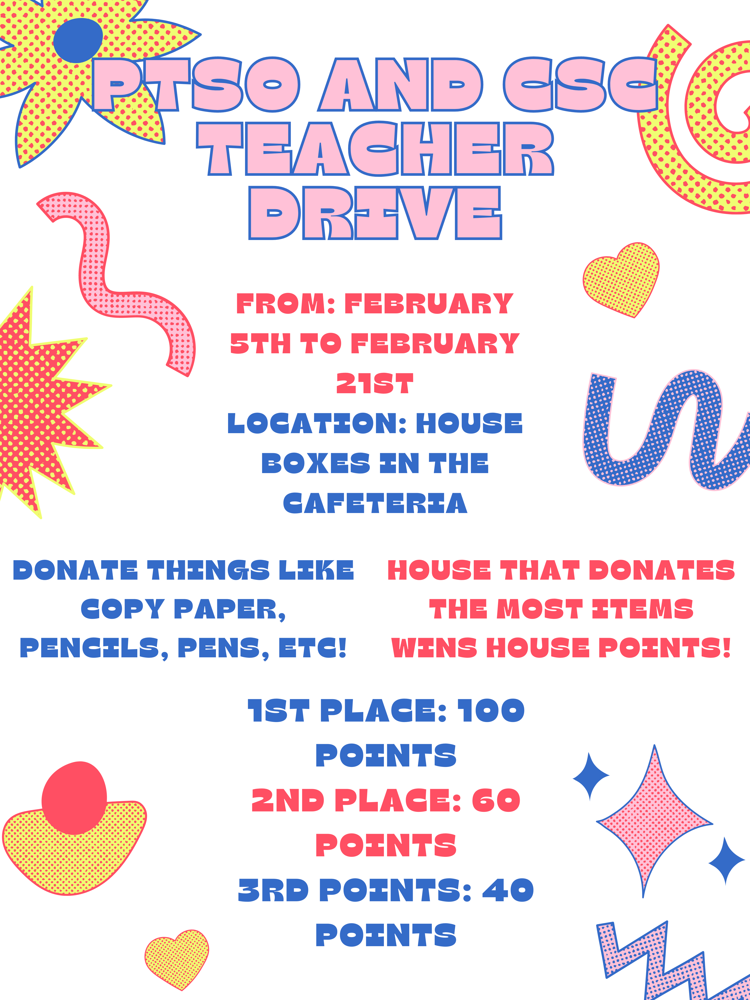 PTSO AND CSC
TEACHER
DRIVE
FROM: FEBRUARY
5TH TO FEBRUARY
21ST
LOCATION: HOUSE
BOXES IN THE
CAFETERIA
DONATE THINGS LIKE
COPY PAPER,
PENCILS, PENS, ETC!
HOUSE THAT DONATES
THE MOST ITEMS
WINS HOUSE POINTS!
1ST PLACE: 100
POINTS
2ND PLACE: 60
POINTS
3RD POINTS: 40
POINTS